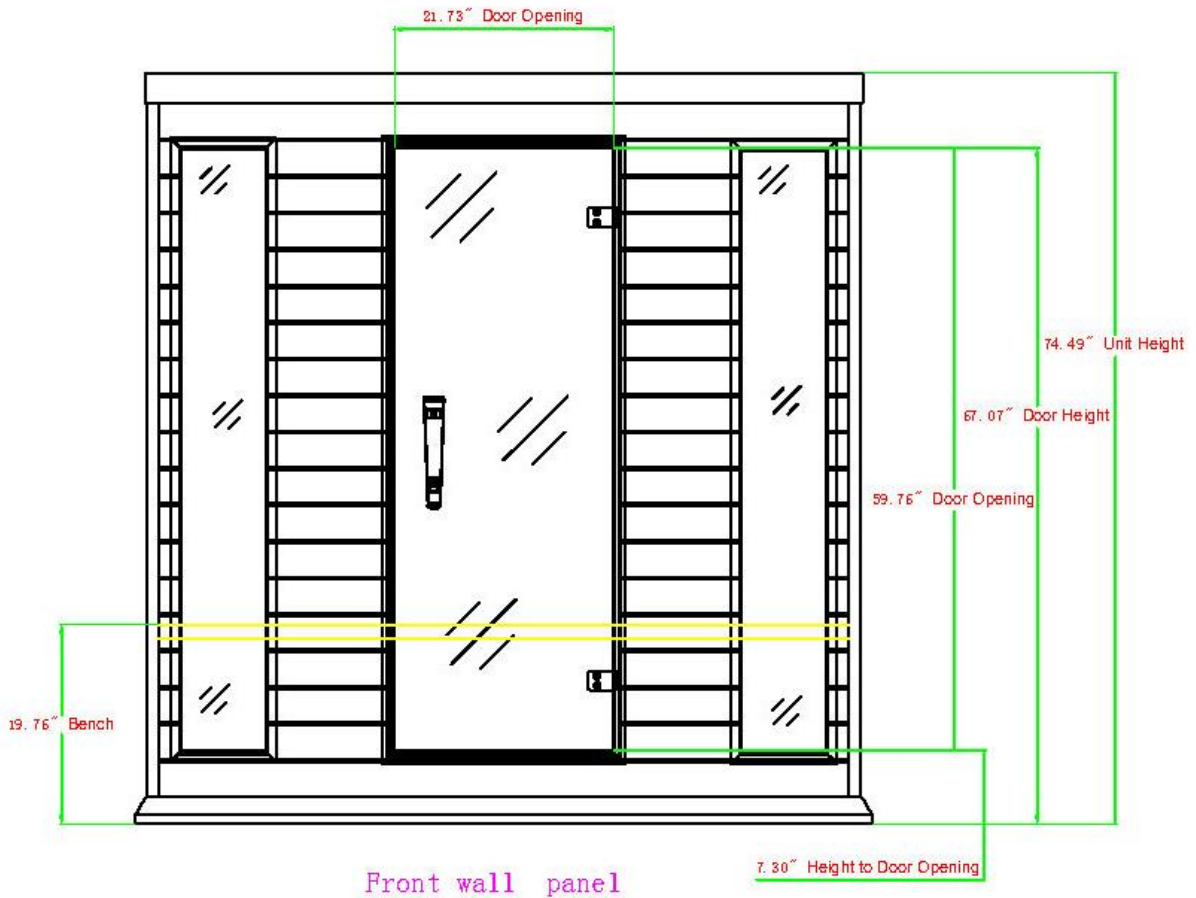 21.73" Door Opening
74.49" Unit Height
67.07" Door Height
59.76" Door Opening
19.76" Bench
7.30" Height to Door Opening
Front wall panel